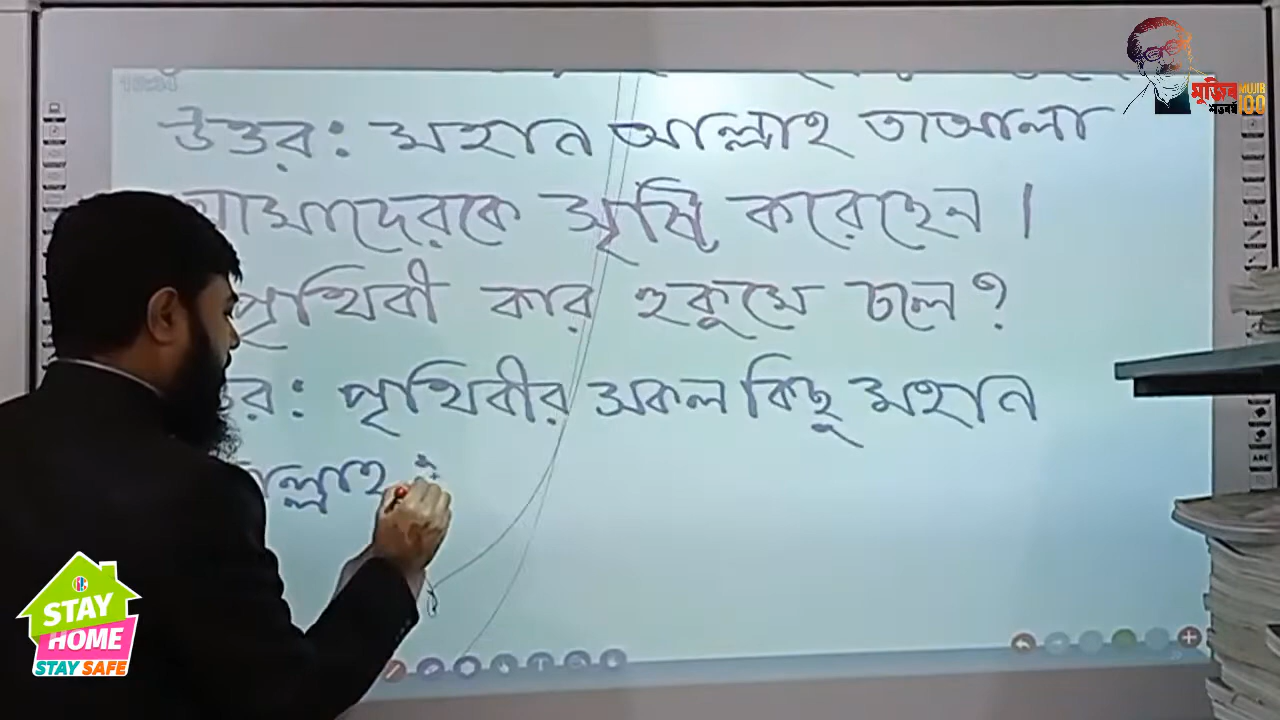 উত্তর: মহান আল্লাহ তাআলা
আমাদেরকে সৃষ্টি করেছেন ।
পৃথিবী কার হুকুমে চলে?
উত্তর: পৃথিবীর সকল কিছু মহান
আল্লাহ
মুজিব শতবর্ষ
MUJIB 100
STAY HOME
STAY SAFE